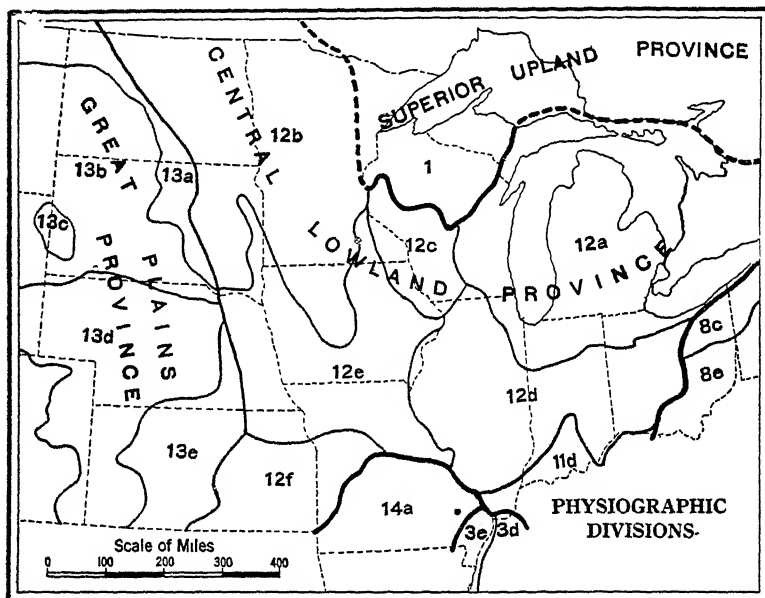 SUPERIOR UPLAND PROVINCE
CENTRAL
LOWLAND
PROVINCE
GREAT
PLAINS
PROVINCE
12b
1
13b
13a
13c
12c
12a
13d
8c
8e
12e
12d
13e
12f
11d
14a
3e
3d
PHYSIOGRAPHIC
DIVISIONS-
Scale of Miles
0 100 200 300 400